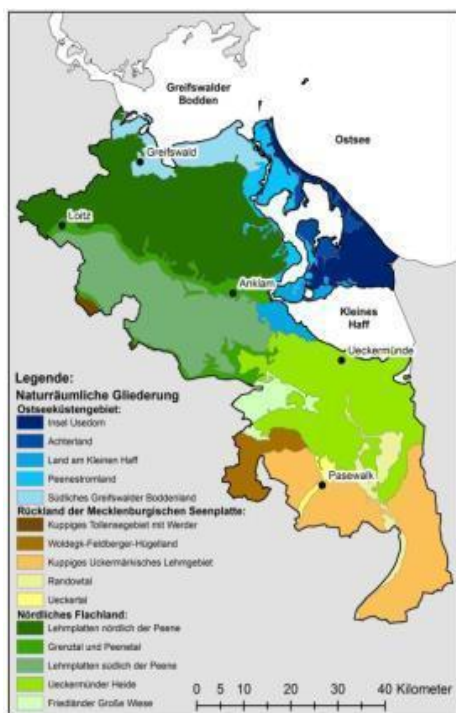 Greifswalder
Bodden
Ostsee
Greifswald
Loitz
Anklam
Kleines
Haff
Ueckermünde
Pasewalk
Legende:
Naturräumliche Gliederung
Ostseeküstengebiet:
Insel Usedom
Achterland
Land am Kleinen Haff
Peenestromland
Südliches Greifswalder Boddenland
Rückland der Mecklenburgischen Seenplatte:
Kuppiges Tollensegebiet mit Werder
Woldegk-Feldberger-Hügelland
Kuppiges Uckermärkisches Lehmgebiet
Randowtal
Ueckertal
Nördliches Flachland:
Lehmplatten nördlich der Peene
Grenztal und Peenetal
Lehmplatten südlich der Peene
Ueckermünder Heide
Friedländer Große Wiese
0 5 10 20 30 40 Kilometer